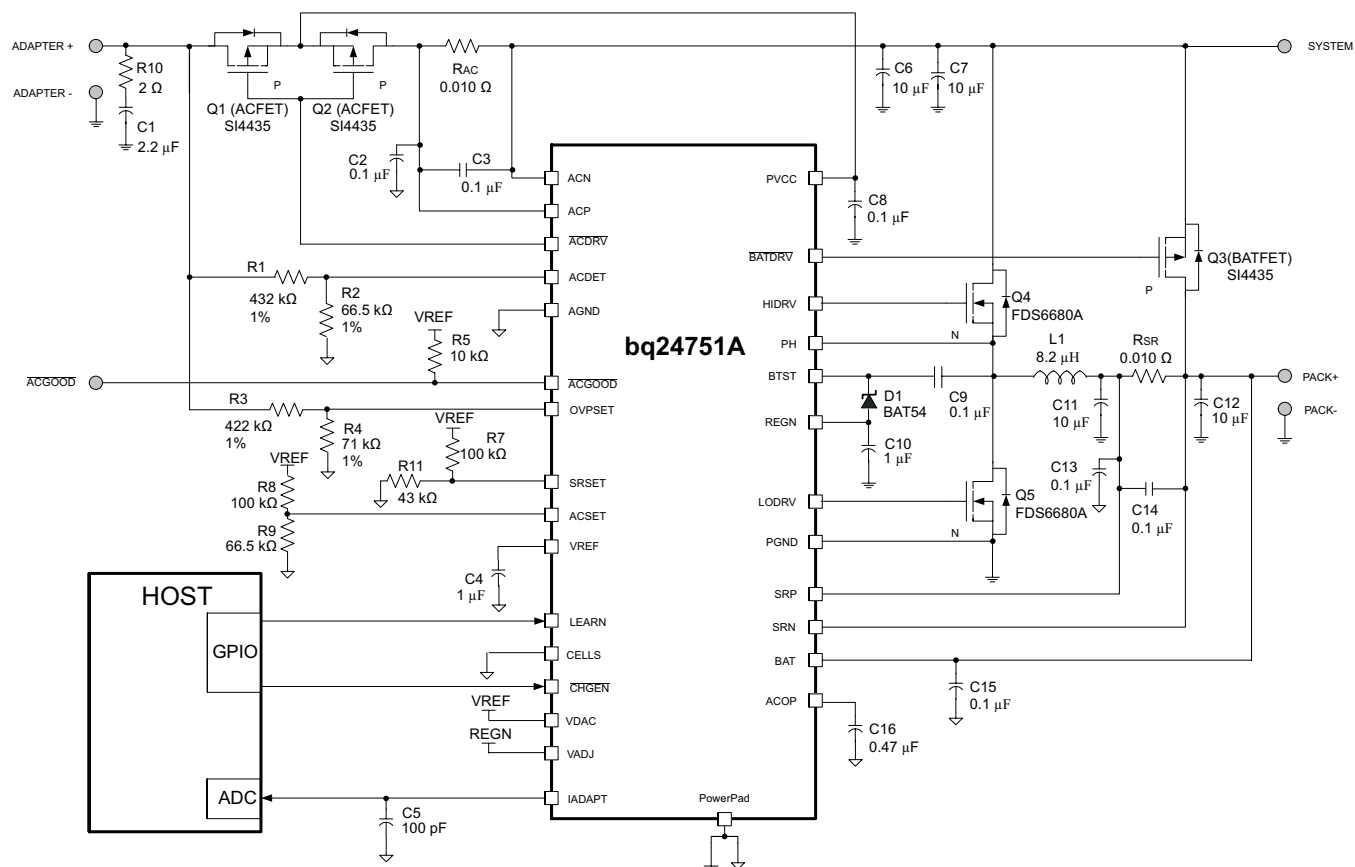 ADAPTER +
ADAPTER -
R10
2 Ω
C1
2.2 µF
Q1 (ACFET)
SI4435
P
Q2 (ACFET)
SI4435
P
RAC
0.010 Ω
C2
0.1 µF
C3
0.1 µF
C6
10 µF
C7
10 µF
SYSTEM
R1
432 kΩ
1%
R2
66.5 kΩ
1%
VREF
R5
10 kΩ
ACGOOD
R3
422 kΩ
1%
R4
71 kΩ
1%
VREF
R7
100 kΩ
R11
43 kΩ
VREF
R8
100 kΩ
R9
66.5 kΩ
C4
1 µF
HOST
GPIO
ADC
VREF
REGN
C5
100 pF
bq24751A
ACN
ACP
ACDRV
ACDET
AGND
ACGOOD
OVPSET
SRSET
ACSET
VREF
LEARN
CELLS
CHGEN
VDAC
VADJ
IADAPT
PowerPad
PVCC
BATDRV
HIDRV
PH
BTST
REGN
LODRV
PGND
SRP
SRN
BAT
ACOP
C8
0.1 µF
Q3(BATFET)
SI4435
P
Q4
FDS6680A
N
L1
8.2 µH
RSR
0.010 Ω
D1
BAT54
C9
0.1 µF
C10
1 µF
C11
10 µF
C12
10 µF
PACK+
PACK-
C13
0.1 µF
C14
0.1 µF
Q5
FDS6680A
N
C15
0.1 µF
C16
0.47 µF